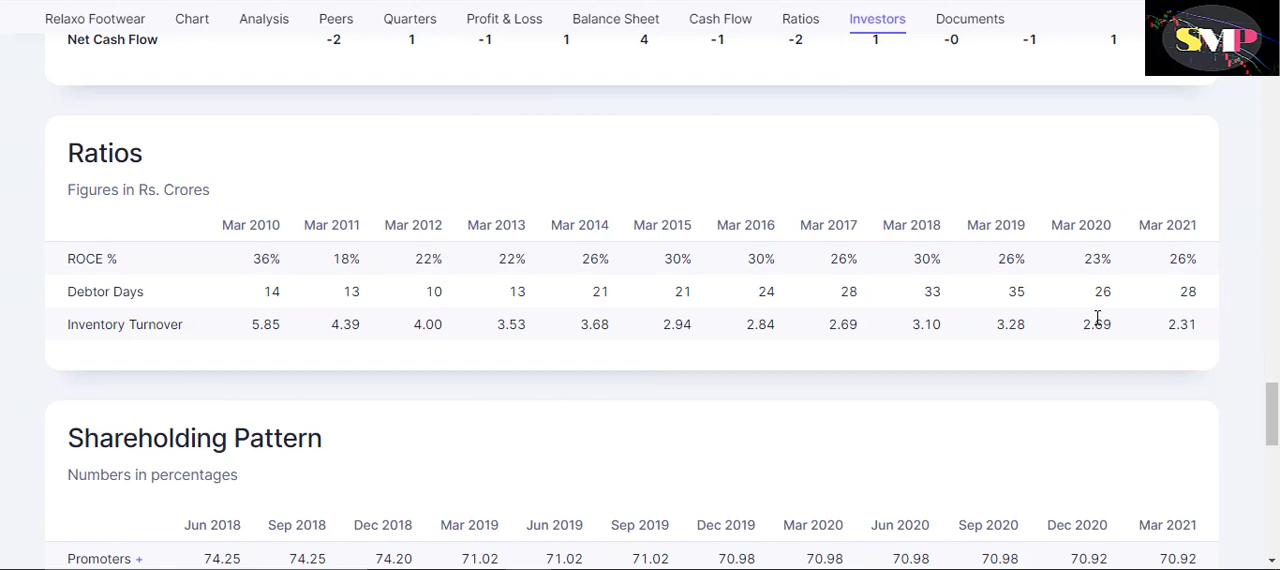 Relaxo Footwear Chart Analysis Peers Quarters Profit & Loss Balance Sheet Cash Flow Ratios Investors Documents
SMP
Net Cash Flow -2 1 -1 1 4 -1 -2 1 -0 -1 1
Ratios
Figures in Rs. Crores
Mar 2010 Mar 2011 Mar 2012 Mar 2013 Mar 2014 Mar 2015 Mar 2016 Mar 2017 Mar 2018 Mar 2019 Mar 2020 Mar 2021
ROCE % 36% 18% 22% 22% 26% 30% 30% 26% 30% 26% 23% 26%
Debtor Days 14 13 10 13 21 21 24 28 33 35 26 28
Inventory Turnover 5.85 4.39 4.00 3.53 3.68 2.94 2.84 2.69 3.10 3.28 2.31
Shareholding Pattern
Numbers in percentages
Jun 2018 Sep 2018 Dec 2018 Mar 2019 Jun 2019 Sep 2019 Dec 2019 Mar 2020 Jun 2020 Sep 2020 Dec 2020 Mar 2021
Promoters + 74.25 74.25 74.20 71.02 71.02 71.02 70.98 70.98 70.98 70.98 70.92 70.92